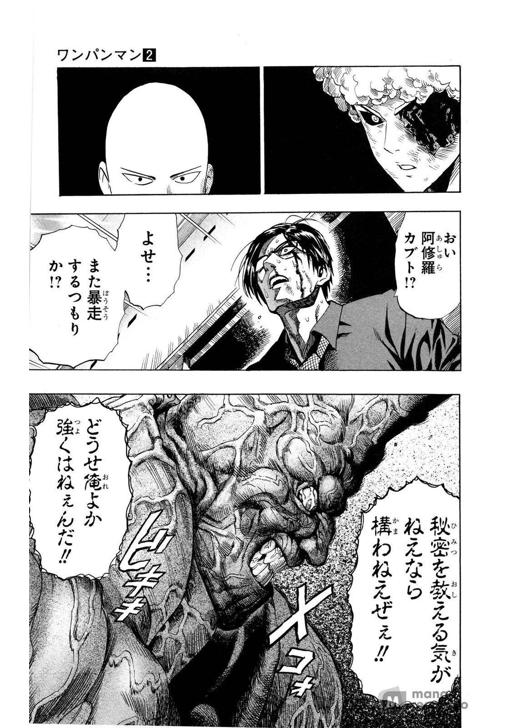 ワンパンマン2
おい
阿修羅
カブト!?
よせ…
また暴走
するつもり
か!?
秘密を教える気が
ねえなら
構わねえぜぇ!!
メコォ
ビキキ
どうせ俺よか
強くはねぇんだ!!